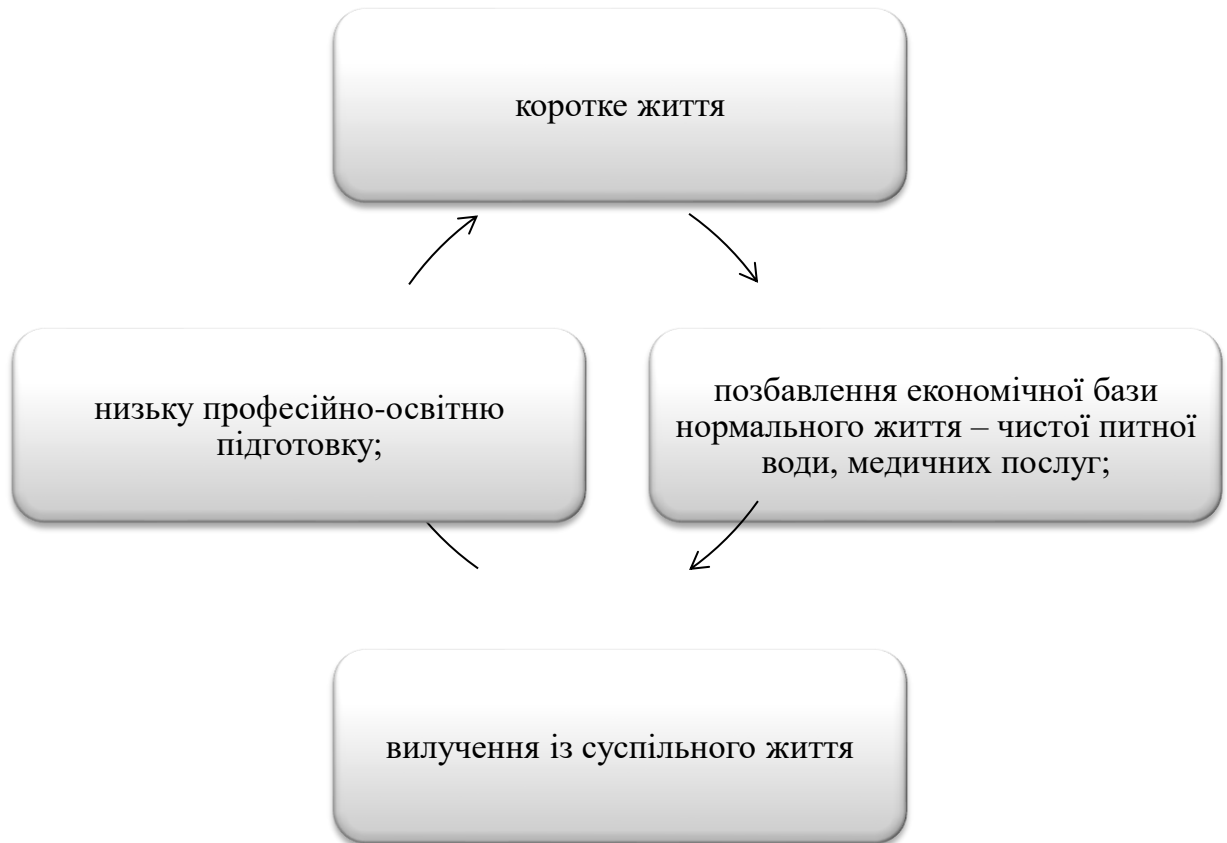 коротке життя
низьку професійно-освітню
підготовку;
позбавлення економічної бази
нормального життя – чистої питної
води, медичних послуг;
вилучення із суспільного життя